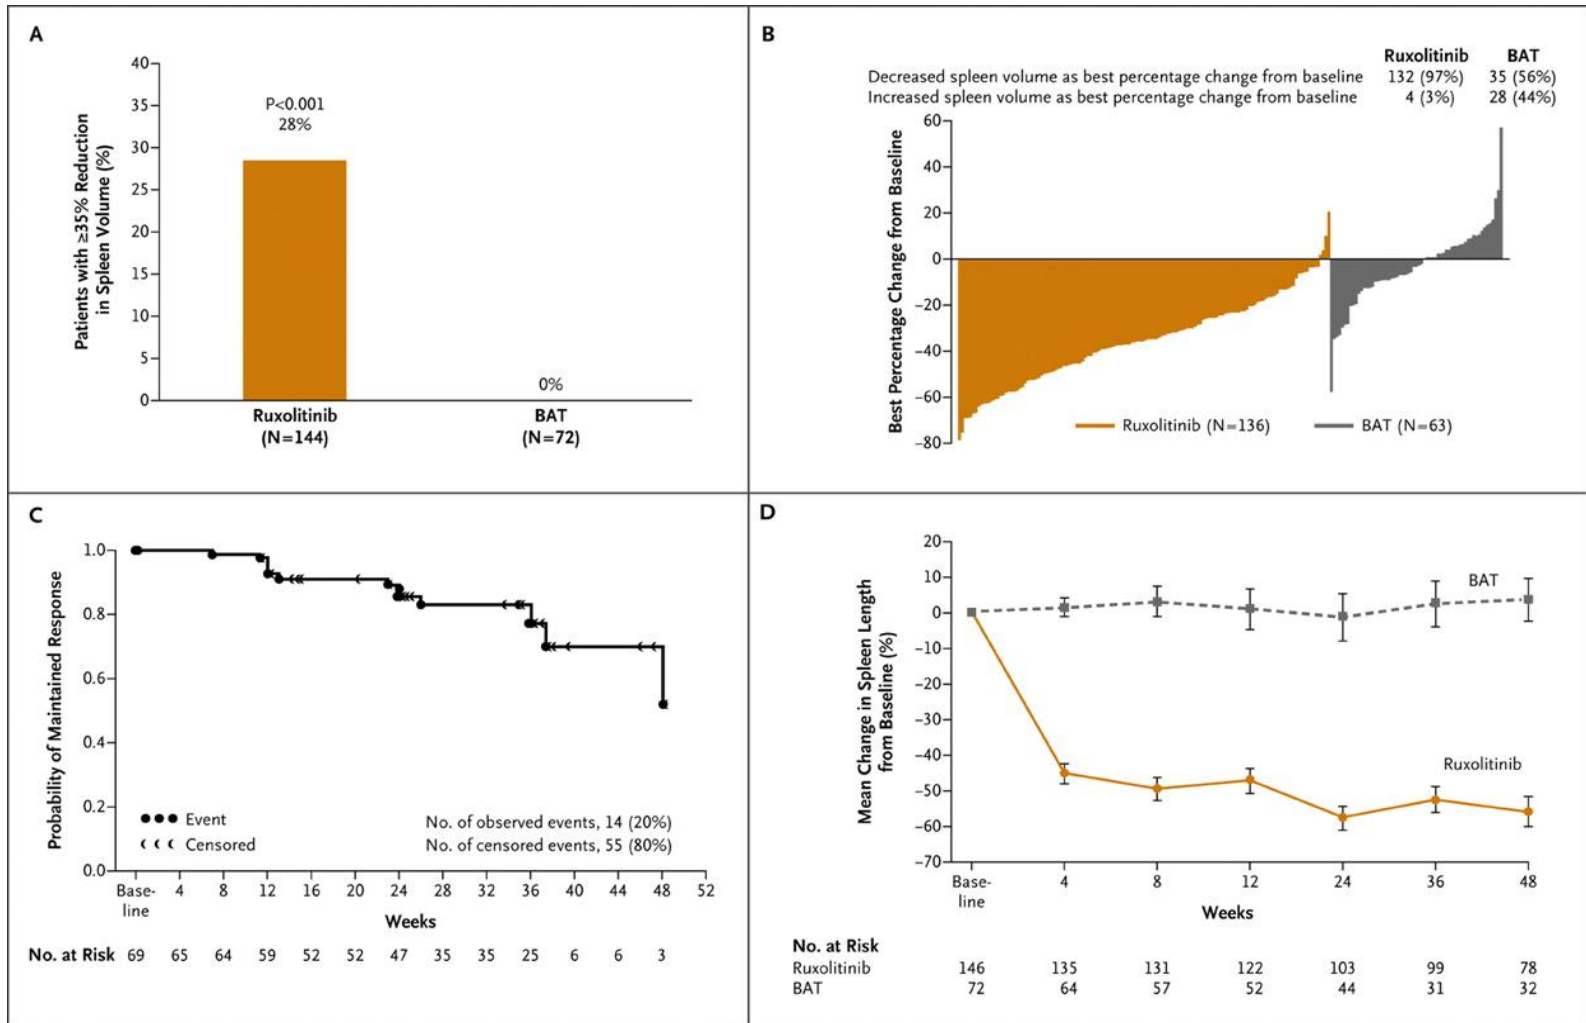 A
Patients with ≥35% Reduction
in Spleen Volume (%)
40
35
30
25
20
15
10
5
0
P<0.001
28%
0%
Ruxolitinib
(N=144)
BAT
(N=72)
B
Ruxolitinib BAT
Decreased spleen volume as best percentage change from baseline 132 (97%) 35 (56%)
Increased spleen volume as best percentage change from baseline 4 (3%) 28 (44%)
Best Percentage Change from Baseline
60
40
20
0
−20
−40
−60
−80
Ruxolitinib (N=136) BAT (N=63)
C
Probability of Maintained Response
1.0
0.8
0.6
0.4
0.2
0.0
Event
Censored
No. of observed events, 14 (20%)
No. of censored events, 55 (80%)
Base-
line
4 8 12 16 20 24 28 32 36 40 44 48 52
Weeks
No. at Risk 69 65 64 59 52 52 47 35 35 25 6 6 3
D
Mean Change in Spleen Length
from Baseline (%)
20
10
0
−10
−20
−30
−40
−50
−60
−70
BAT
Ruxolitinib
Base-
line
4 8 12 24 36 48
Weeks
No. at Risk
Ruxolitinib 146 135 131 122 103 99 78
BAT 72 64 57 52 44 31 32